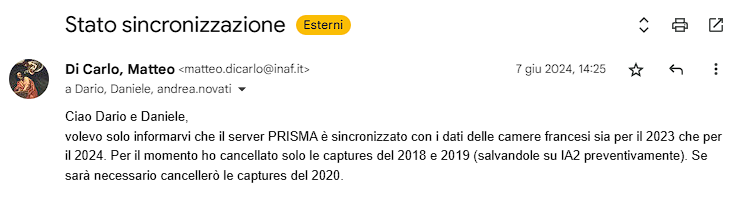 Stato sincronizzazione Esterni
Di Carlo, Matteo <matteo.dicarlo@inaf.it> 7 giu 2024, 14:25
a Dario, Daniele, andrea.novati
Ciao Dario e Daniele,
volevo solo informarvi che il server PRISMA è sincronizzato con i dati delle camere francesi sia per il 2023 che per
il 2024. Per il momento ho cancellato solo le captures del 2018 e 2019 (salvandole su IA2 preventivamente). Se
sarà necessario cancellerò le captures del 2020.